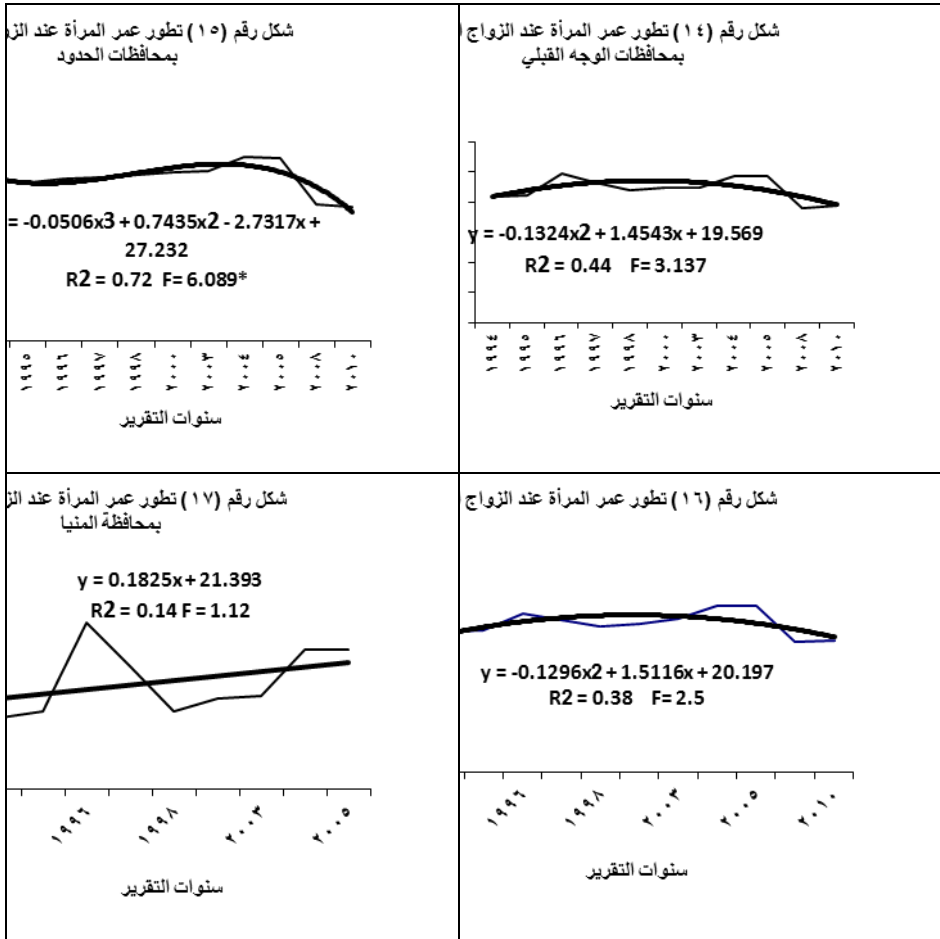 شكل رقم (١٤) تطور عمر المرأة عند الزواج
بمحافظات الوجه القبلي
y = -0.1324x2 + 1.4543x + 19.569
R2 = 0.44 F= 3.137
١٩٩٤
١٩٩٥
١٩٩٦
١٩٩٧
١٩٩٨
٢٠٠٠
٢٠٠٣
٢٠٠٤
٢٠٠٥
٢٠٠٨
٢٠١٠
سنوات التقرير
شكل رقم (١٥) تطور عمر المرأة عند
بمحافظات الحدود
= -0.0506x3 + 0.7435x2 - 2.7317x +
27.232
R2 = 0.72 F= 6.089*
١٩٩٥
١٩٩٦
١٩٩٧
١٩٩٨
٢٠٠٠
٢٠٠٣
٢٠٠٤
٢٠٠٥
٢٠٠٨
٢٠١٠
سنوات التقرير
شكل رقم (١٦) تطور عمر المرأة عند الزواج
y = -0.1296x2 + 1.5116x + 20.197
R2 = 0.38 F= 2.5
١٩٩٦
١٩٩٨
٢٠٠٣
٢٠٠٥
٢٠١٠
سنوات التقرير
شكل رقم (١٧) تطور عمر المرأة عند
بمحافظة المنيا
y = 0.1825x + 21.393
R2 = 0.14 F = 1.12
١٩٩٦
١٩٩٨
٢٠٠٣
٢٠٠٥
سنوات التقرير